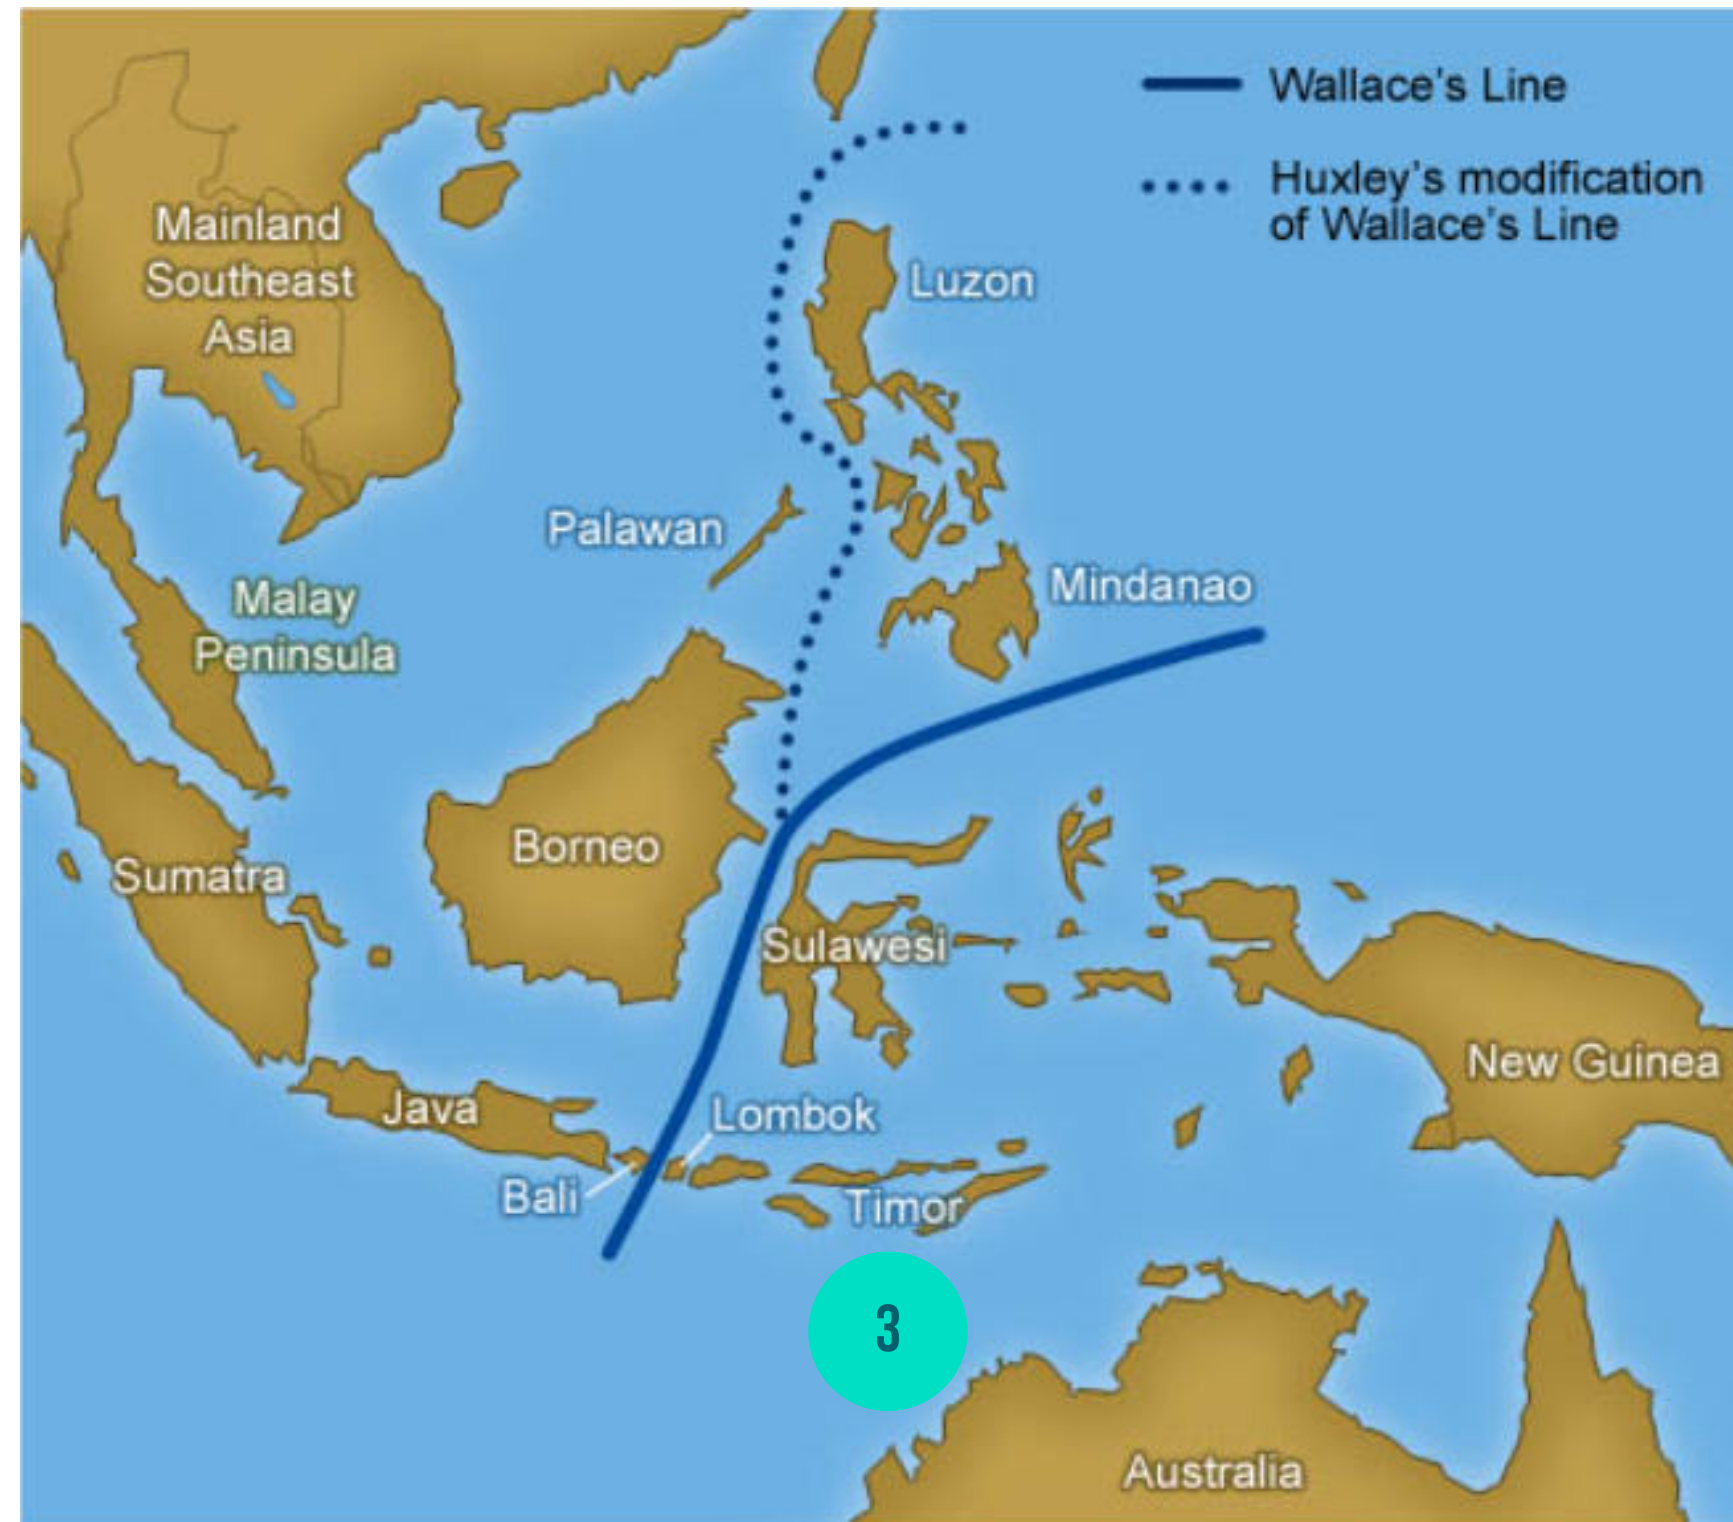 Wallace's Line
Huxley's modification
of Wallace's Line
Mainland
Southeast
Asia
Luzon
Palawan
Mindanao
Malay
Peninsula
Borneo
Sumatra
Sulawesi
New Guinea
Java
Lombok
Bali
Timor
3
Australia